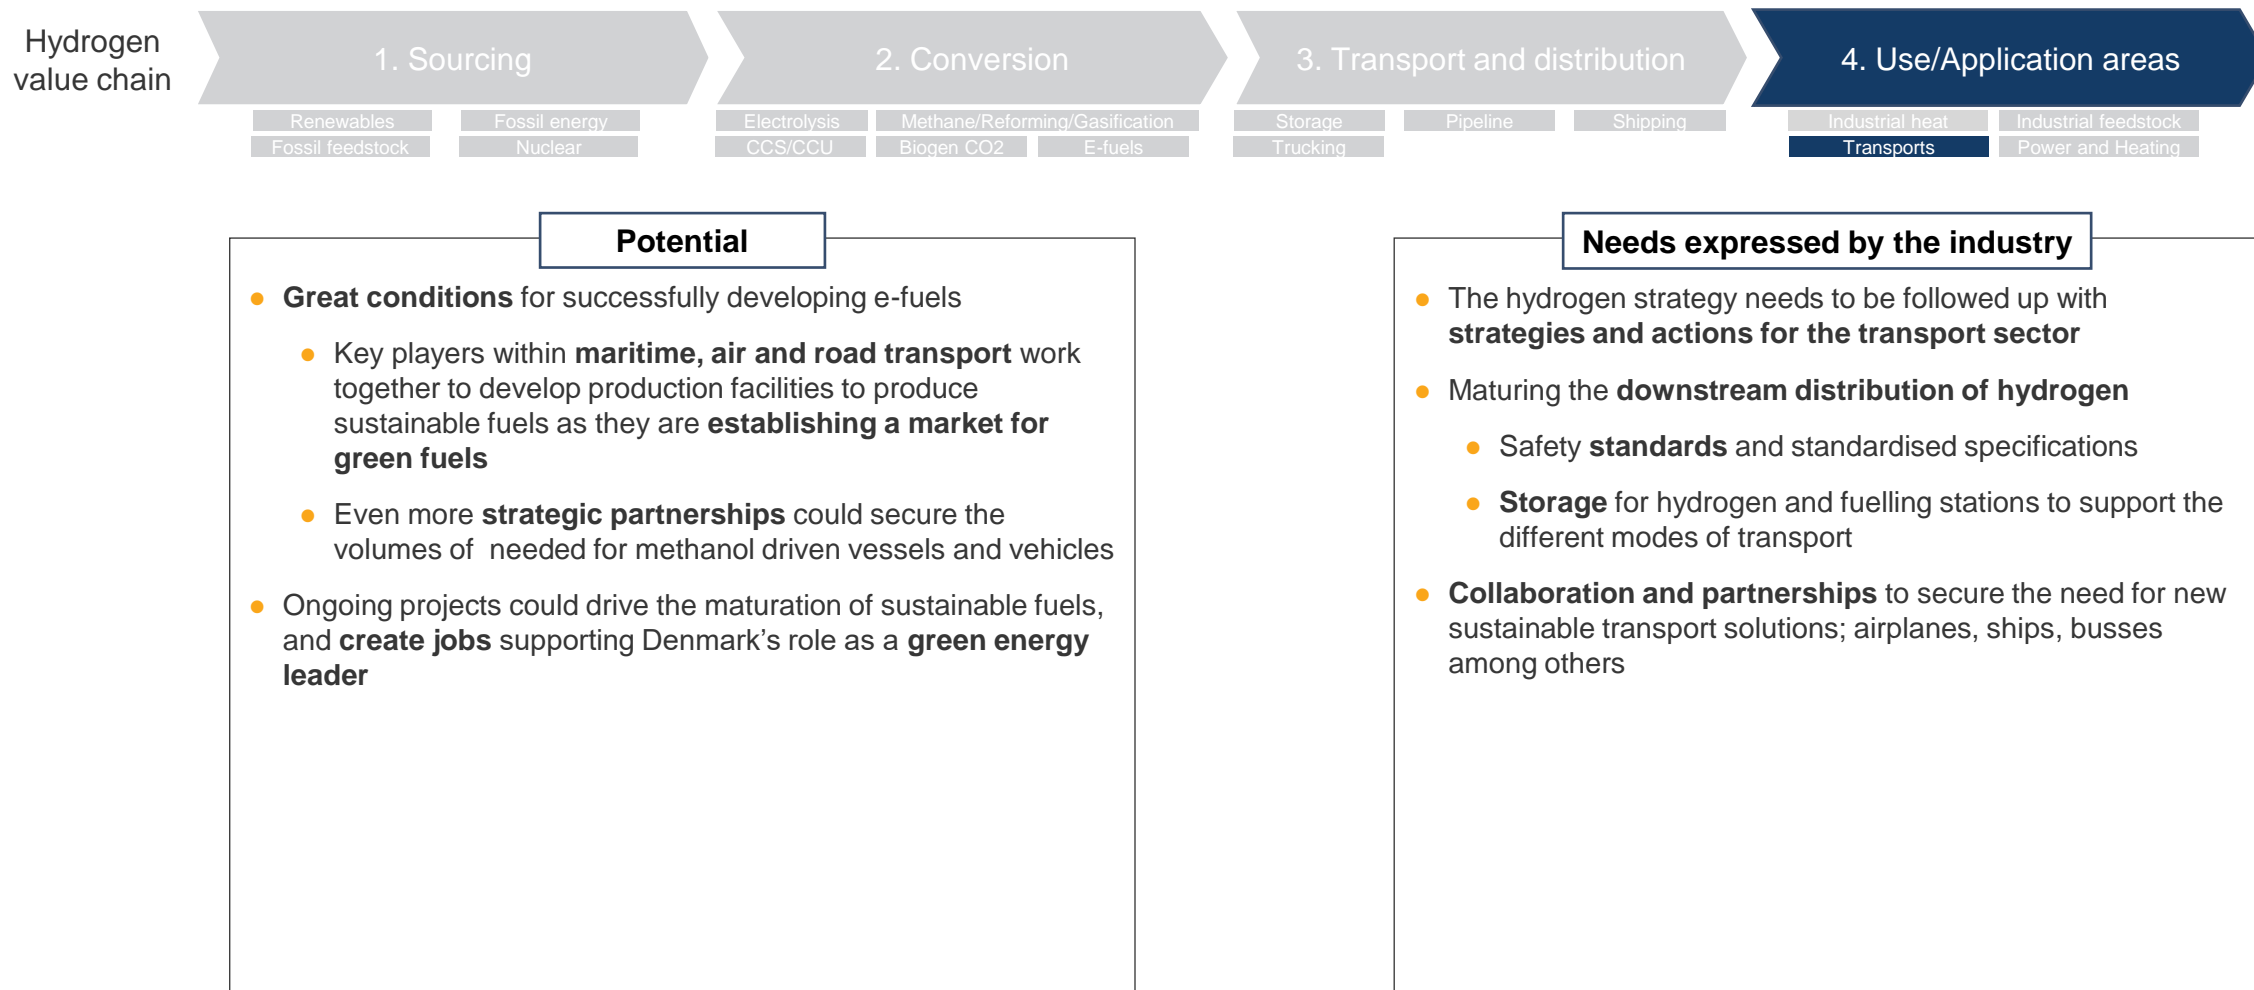 Hydrogen
value chain
1. Sourcing
2. Conversion
3. Transport and distribution
4. Use/Application areas
Renewables
Fossil energy
Fossil feedstock
Nuclear
Electrolysis
Methane/Reforming/Gasification
CCS/CCU
Biogen CO2
E-fuels
Storage
Pipeline
Shipping
Trucking
Industrial heat
Industrial feedstock
Transports
Power and Heating
Potential
● Great conditions for successfully developing e-fuels
● Key players within maritime, air and road transport work
together to develop production facilities to produce
sustainable fuels as they are establishing a market for
green fuels
● Even more strategic partnerships could secure the
volumes of  needed for methanol driven vessels and vehicles
● Ongoing projects could drive the maturation of sustainable fuels,
and create jobs supporting Denmark's role as a green energy
leader
Needs expressed by the industry
● The hydrogen strategy needs to be followed up with
strategies and actions for the transport sector
● Maturing the downstream distribution of hydrogen
● Safety standards and standardised specifications
● Storage for hydrogen and fuelling stations to support the
different modes of transport
● Collaboration and partnerships to secure the need for new
sustainable transport solutions; airplanes, ships, busses
among others